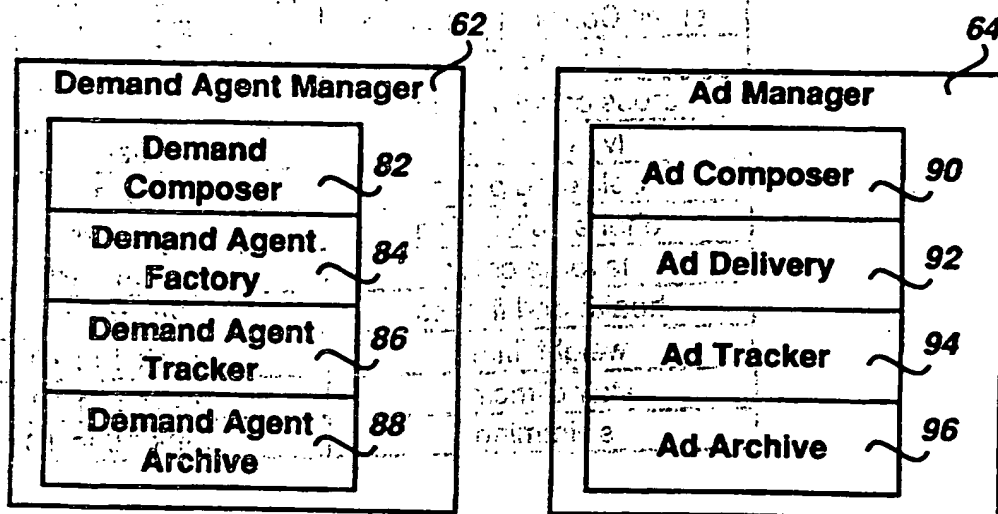 62
Demand Agent Manager
Demand
Composer
82
Demand Agent
Factory
84
Demand Agent
Tracker
86
Demand Agent
Archive
88
64
Ad Manager
Ad Composer
90
Ad Delivery
92
Ad Tracker
94
Ad Archive
96